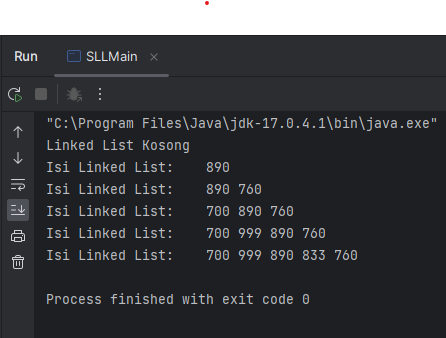 Run SLLMain
"C:\Program Files\Java\jdk-17.0.4.1\bin\java.exe"
Linked List Kosong
Isi Linked List: 890
Isi Linked List: 890 760
Isi Linked List: 700 890 760
Isi Linked List: 700 999 890 760
Isi Linked List: 700 999 890 833 760
Process finished with exit code 0